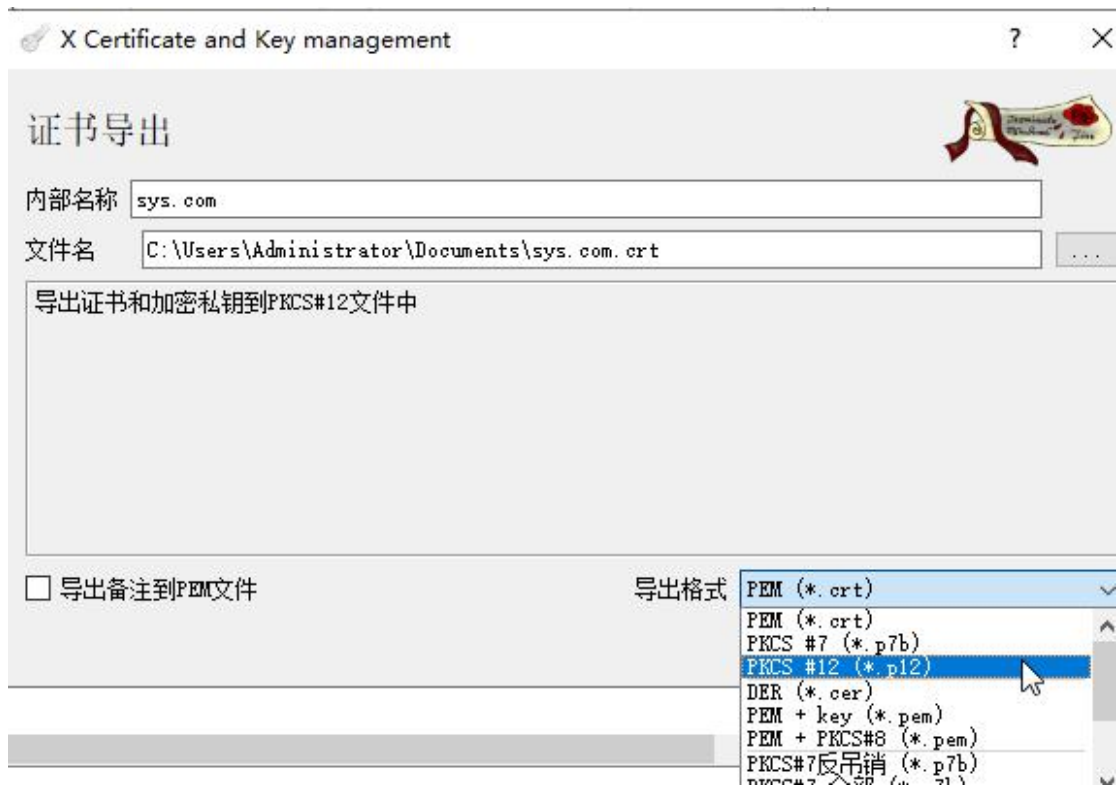 X Certificate and Key management
?
证书导出
内部名称 sys.com
文件名 C:\Users\Administrator\Documents\sys.com.crt ...
导出证书和加密私钥到PKCS#12文件中
导出备注到PEM文件
导出格式 PEM (*.crt)
PEM (*.crt)
PKCS #7 (*.p7b)
PKCS #12 (*.p12)
DER (*.cer)
PEM + key (*.pem)
PEM + PKCS#8 (*.pem)
PKCS#7反吊销 (*.p7b)